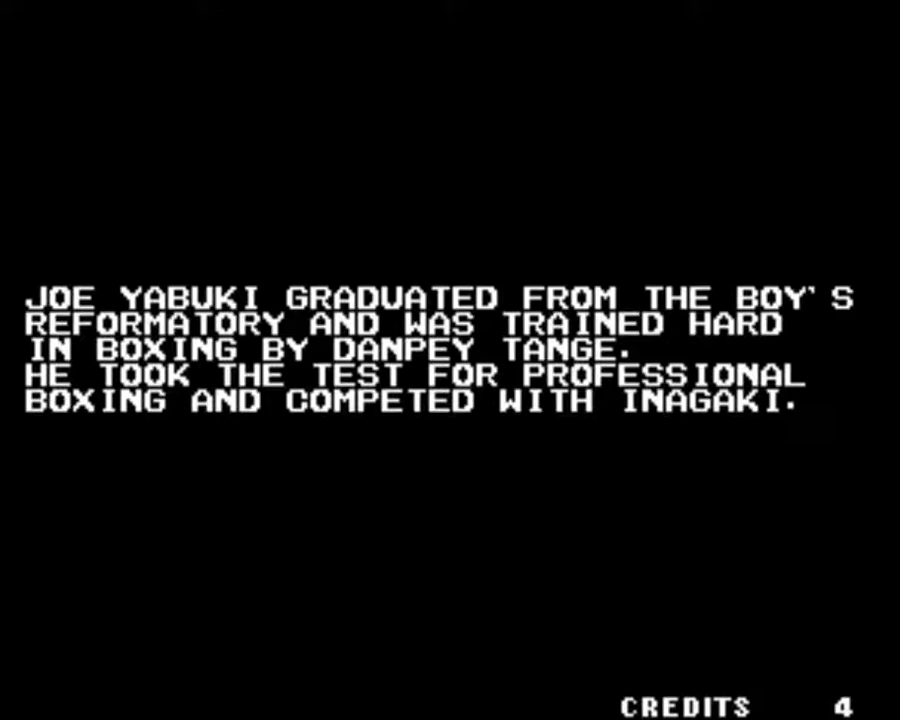 JOE YABUKI GRADUATED FROM THE BOY'S
REFORMATORY AND WAS TRAINED HARD
IN BOXING BY DANPEY TANGE.
HE TOOK THE TEST FOR PROFESSIONAL
BOXING AND COMPETED WITH INAGAKI.
CREDITS 4